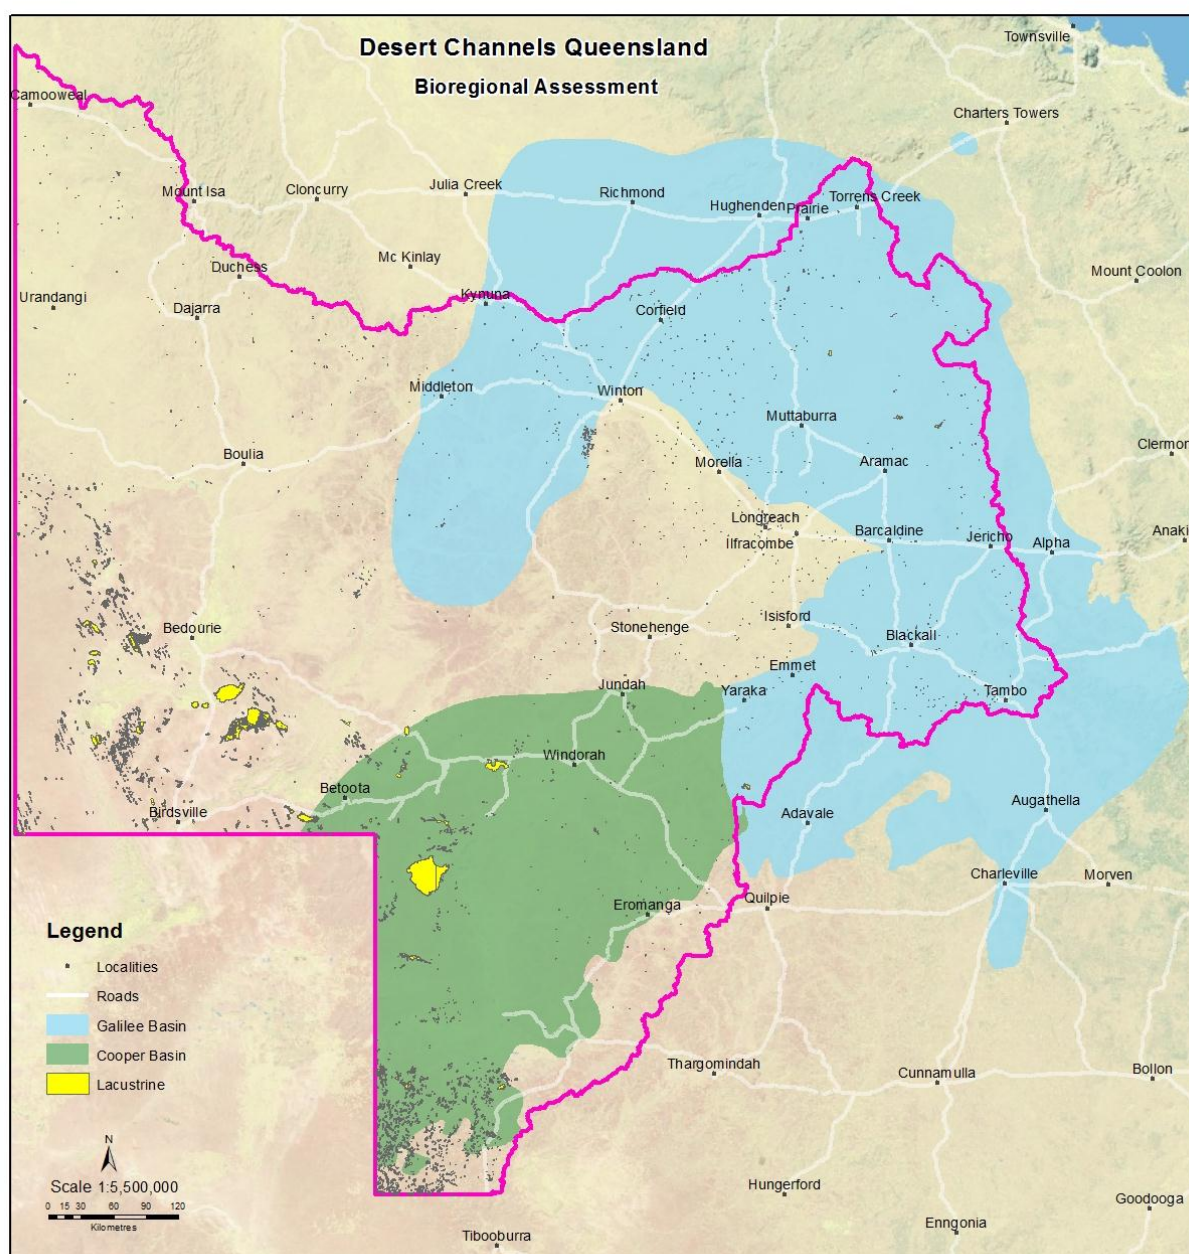 Desert Channels Queensland
Bioregional Assessment
Townsville
Camooweal
Charters Towers
Mount Isa
Cloncurry
Julia Creek
Richmond
Hughenden
Prairie
Torrens Creek
Mc Kinlay
Duchess
Mount Coolon
Urandangi
Dajarra
Kynuna
Corfield
Middleton
Winton
Muttaburra
Clermon
Boulia
Morella
Aramac
Longreach
Ilfracombe
Barcaldine
Jericho
Alpha
Anaki
Bedourie
Stonehenge
Isisford
Blackall
Emmet
Jundah
Yaraka
Tambo
Windorah
Betoota
Birdsville
Adavale
Augathella
Charleville
Morven
Eromanga
Quilpie
Legend
Localities
Roads
Galilee Basin
Cooper Basin
Lacustrine
Thargomindah
Cunnamulla
Bollon
N
Scale 1:5,500,000
0 15 30 60 90 120
Kilometres
Hungerford
Goodooga
Enngonia
Tibooburra